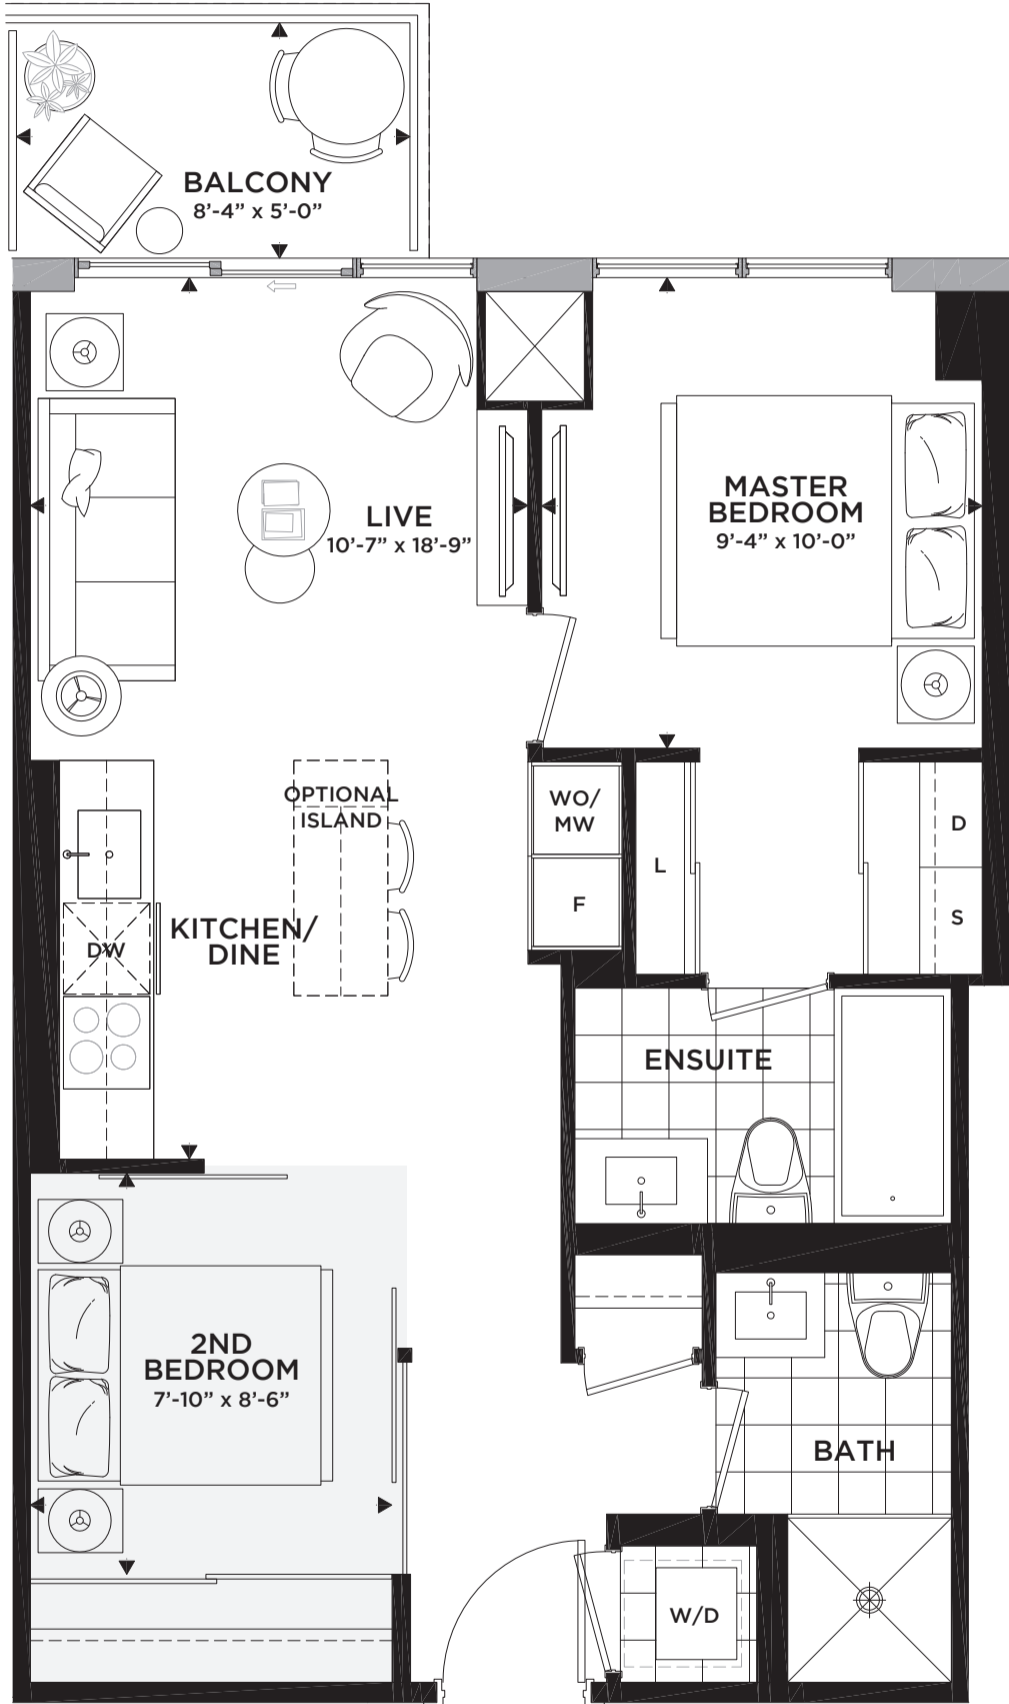 BALCONY
8’-4” x 5’-0”
LIVE
10’-7” x 18’-9”
MASTER
BEDROOM
9’-4” x 10’-0”
OPTIONAL
ISLAND
WO/
MW
F
L
D
S
DW
KITCHEN/
DINE
ENSUITE
2ND
BEDROOM
7’-10” x 8’-6”
BATH
W/D